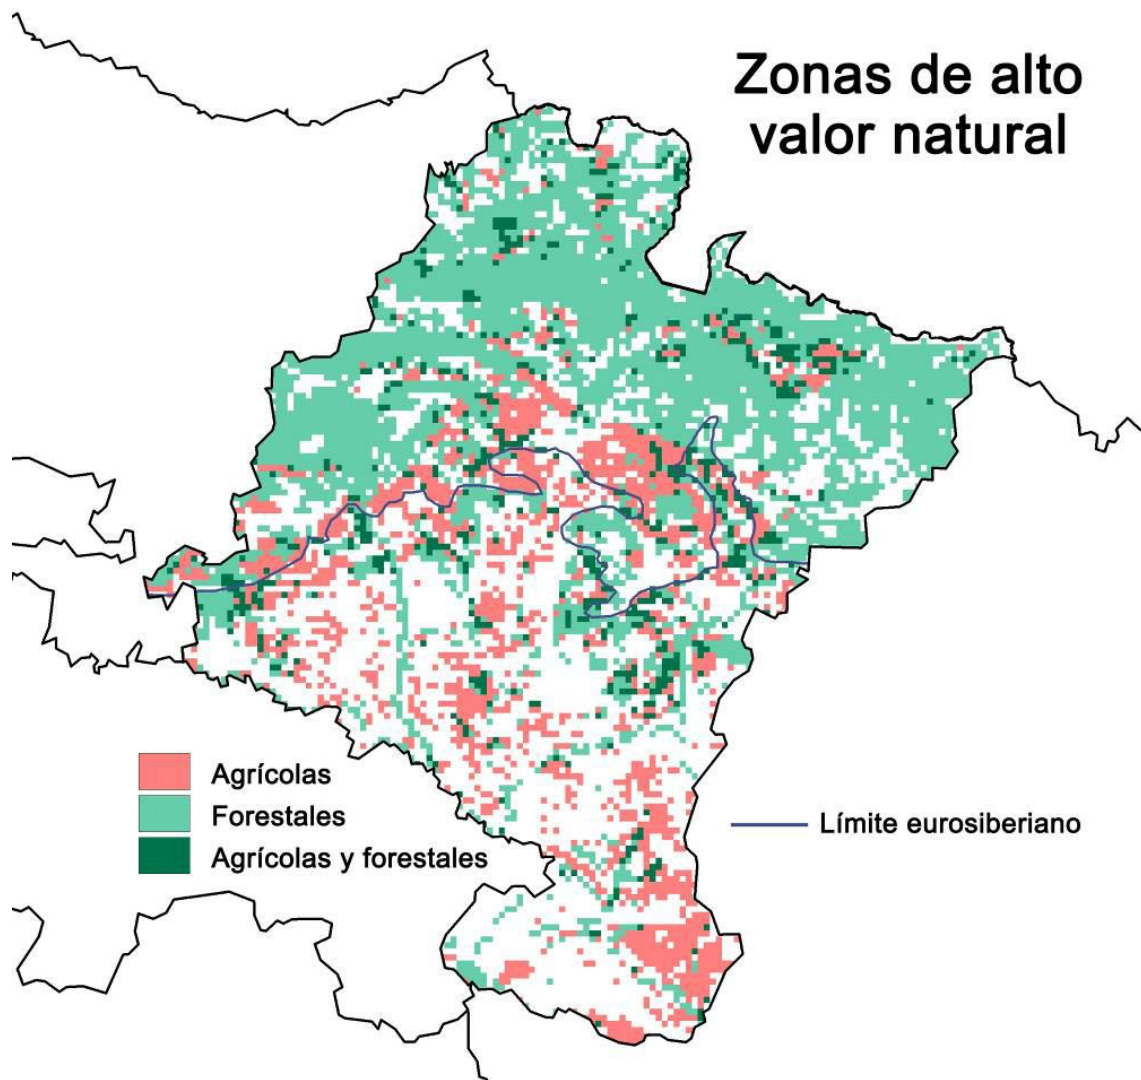 Zonas de alto
valor natural
Agrícolas
Forestales
Agrícolas y forestales
Límite eurosiberiano